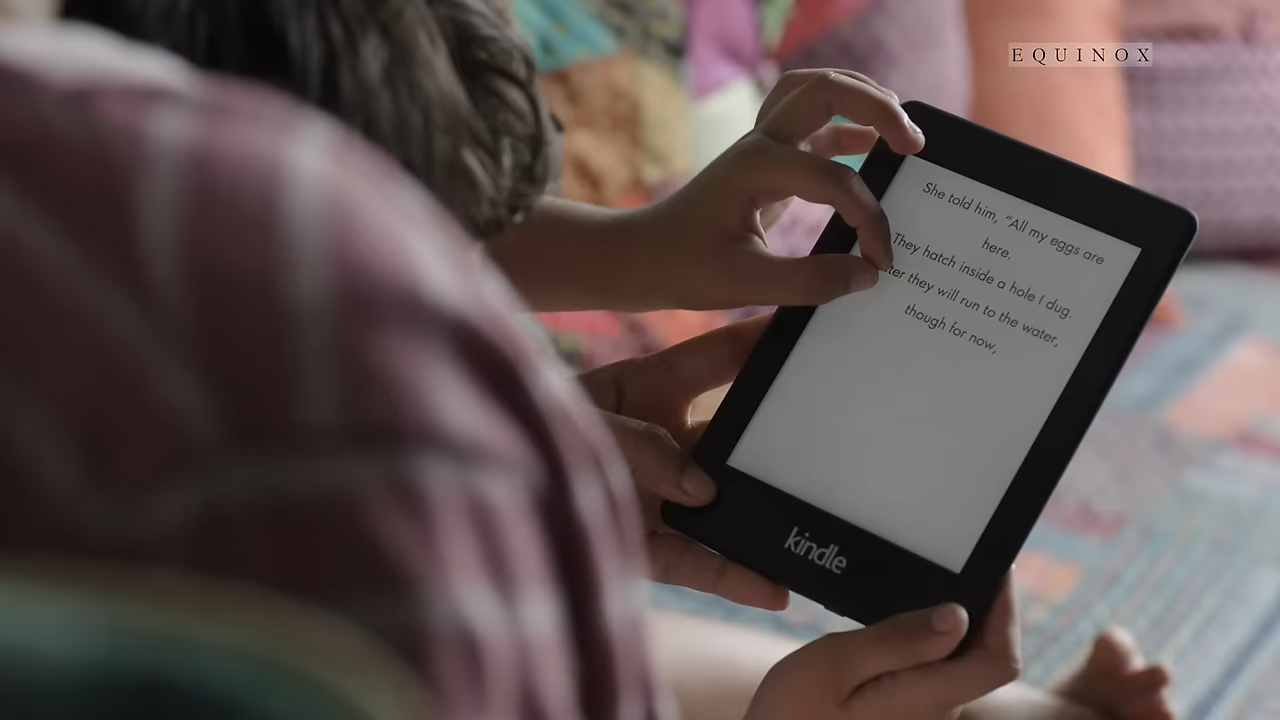 EQUINOX
She told him, "All my eggs are
here.
They hatch inside a hole I dug.
they will run to the water,
though for now,
kindle